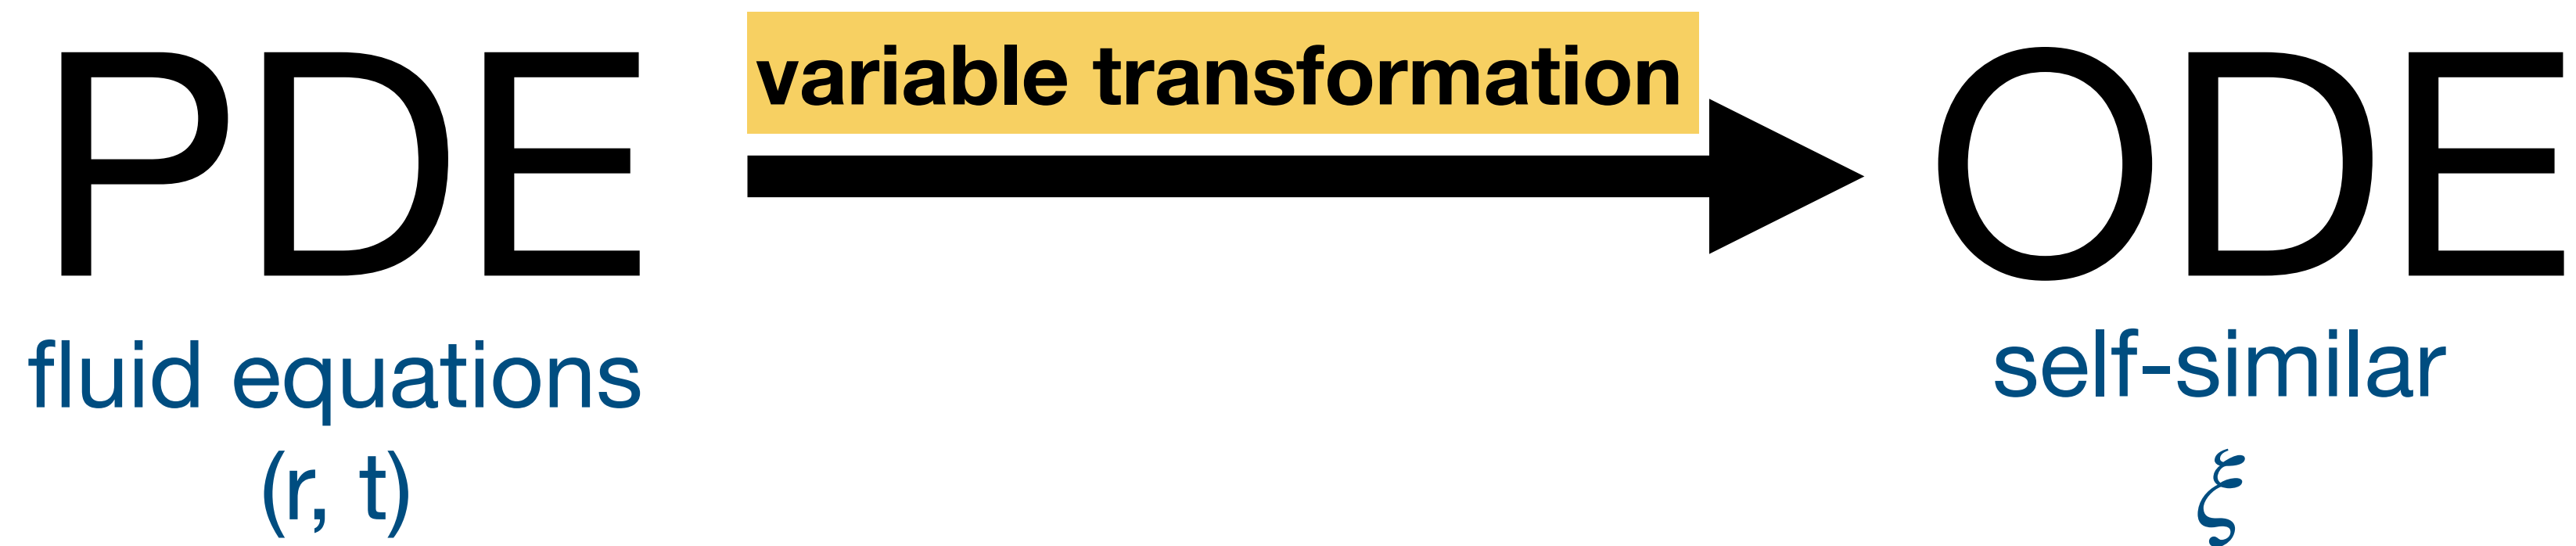 variable transformation
PDE
ODE
fluid equations
self-similar
(r, t)
ξ